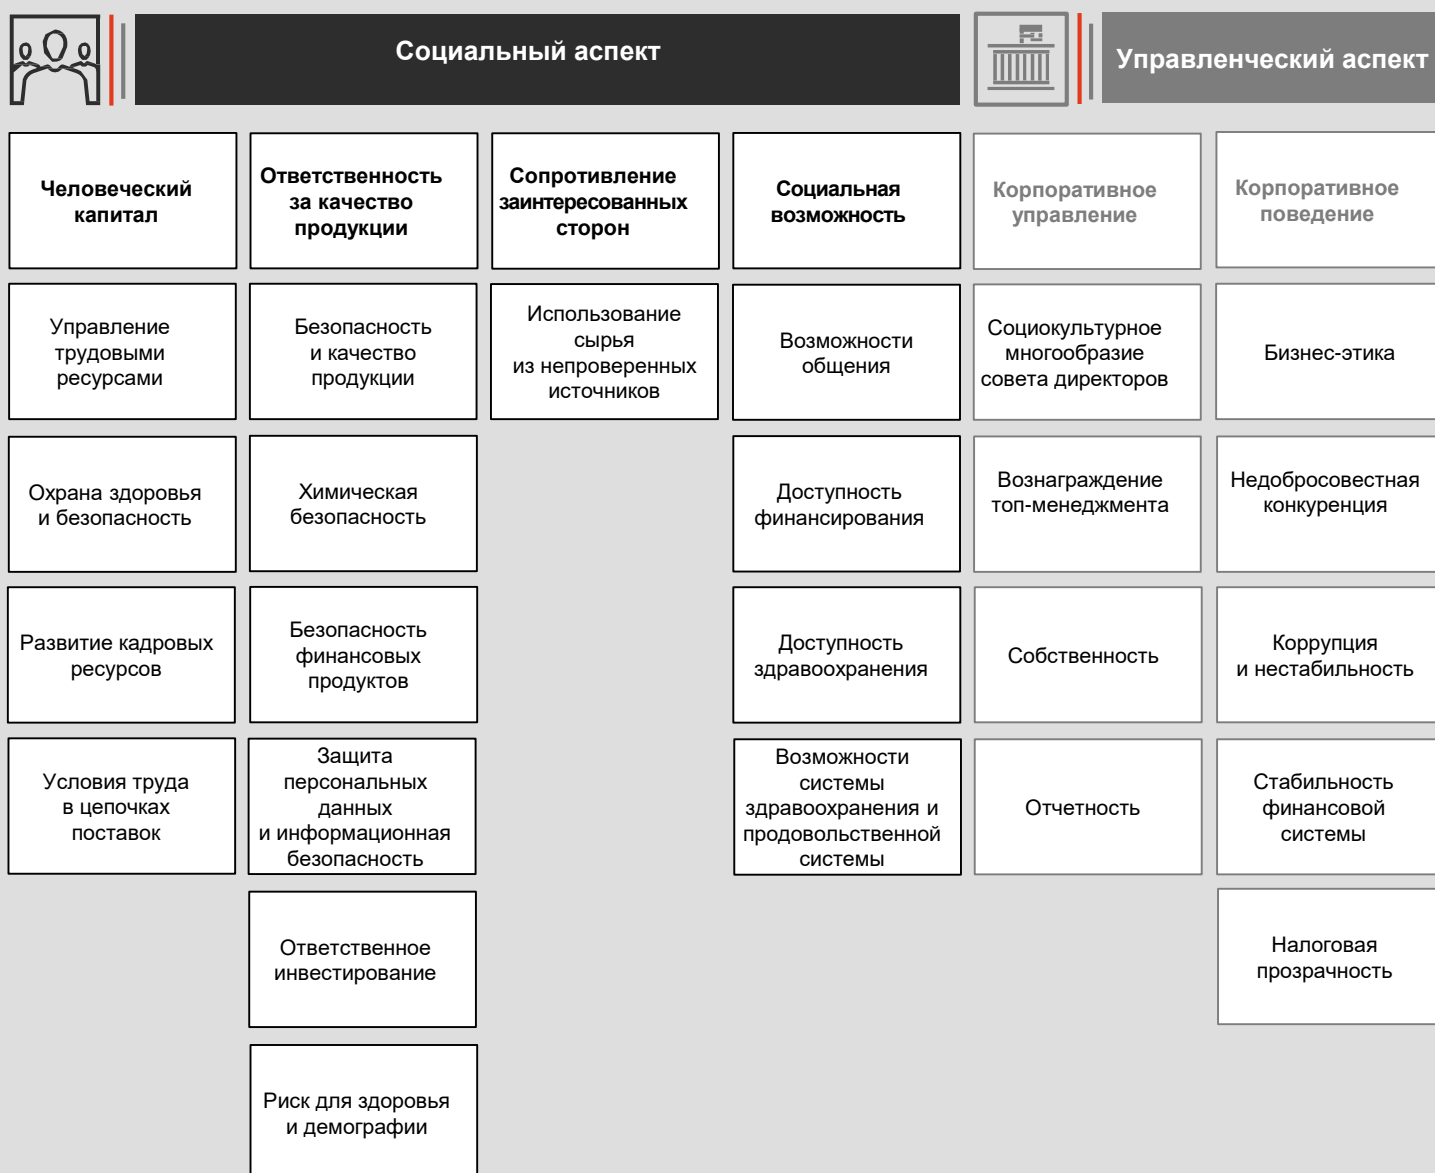 Социальный аспект
Управленческий аспект
Человеческий
капитал
Ответственность
за качество
продукции
Сопротивление
заинтересованных
сторон
Социальная
возможность
Корпоративное
управление
Корпоративное
поведение
Управление
трудовыми
ресурсами
Безопасность
и качество
продукции
Использование
сырья
из непроверенных
источников
Возможности
общения
Социокультурное
многообразие
совета директоров
Бизнес-этика
Охрана здоровья
и безопасность
Химическая
безопасность
Доступность
финансирования
Вознаграждение
топ-менеджмента
Недобросовестная
конкуренция
Развитие кадровых
ресурсов
Безопасность
финансовых
продуктов
Доступность
здравоохранения
Собственность
Коррупция
и нестабильность
Условия труда
в цепочках
поставок
Защита
персональных
данных
и информационная
безопасность
Возможности
системы
здравоохранения и
продовольственной
системы
Отчетность
Стабильность
финансовой
системы
Ответственное
инвестирование
Налоговая
прозрачность
Риск для здоровья
и демографии